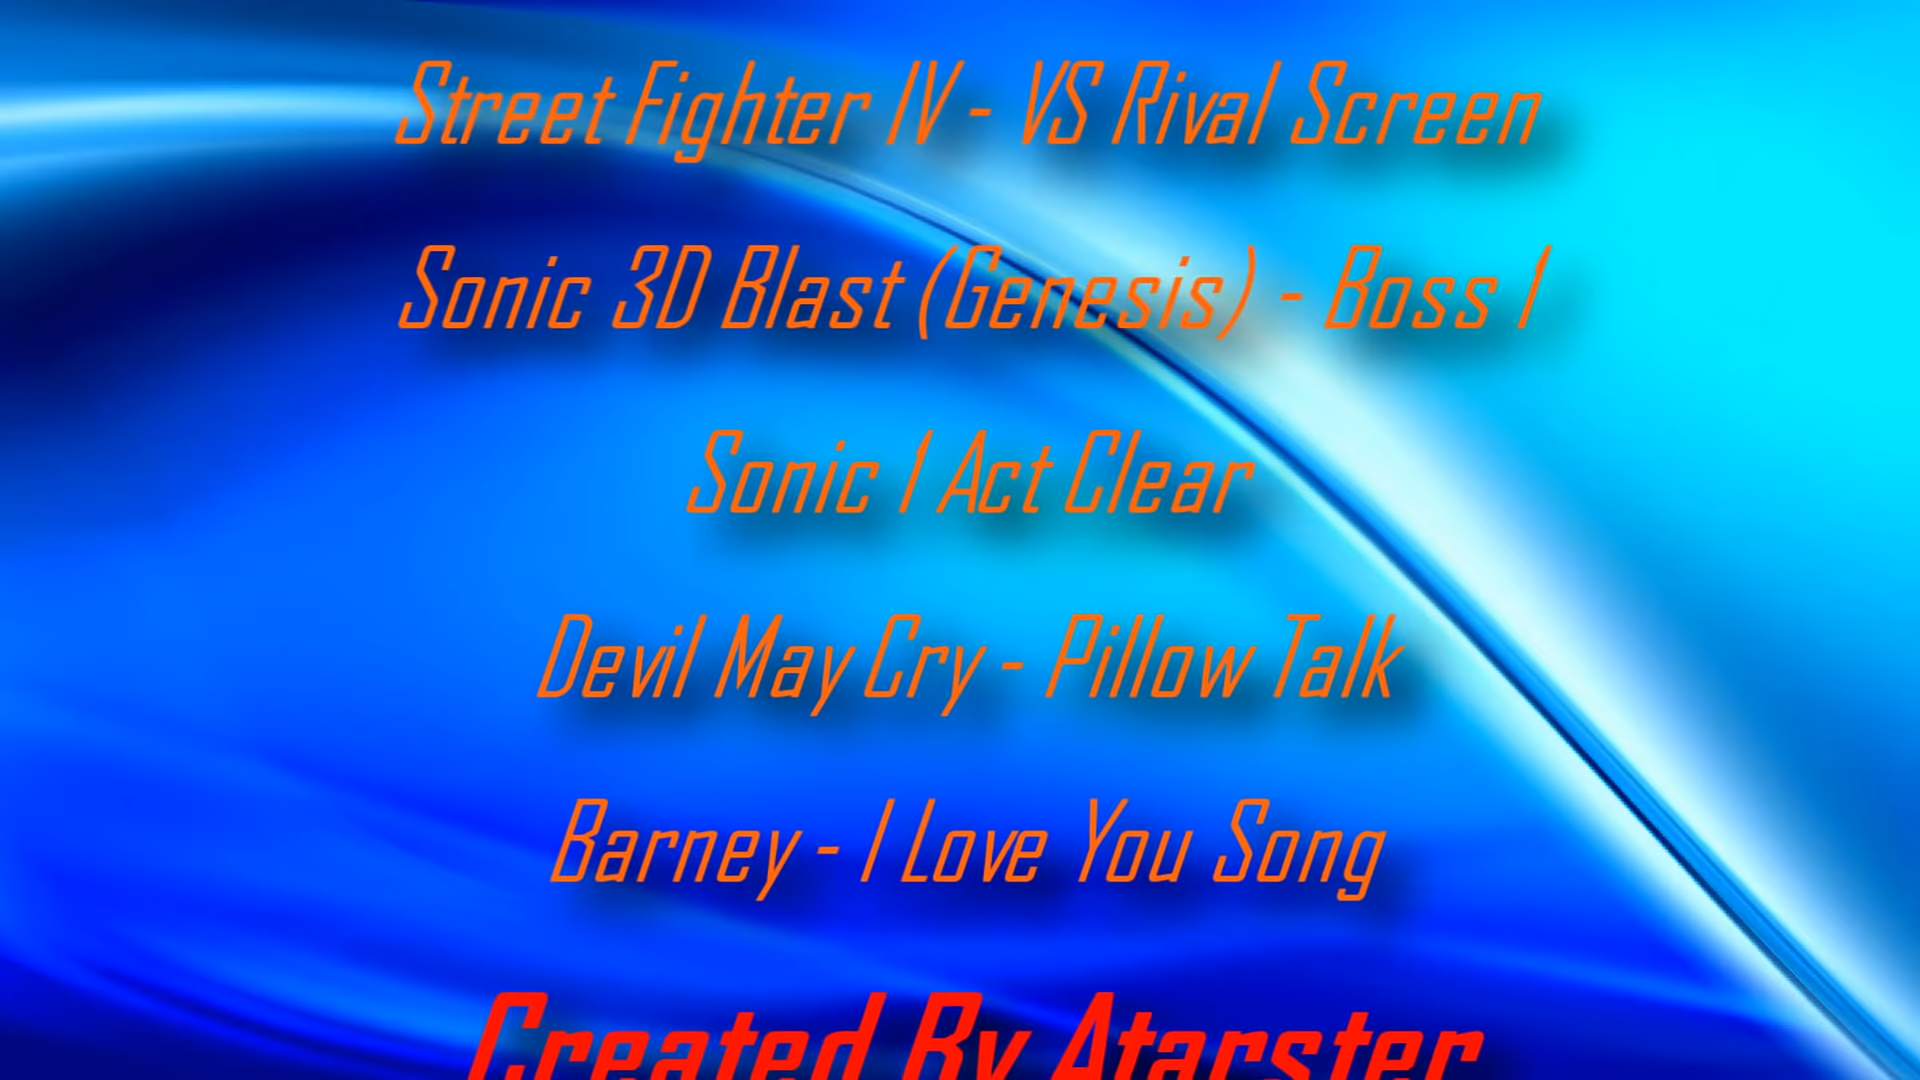 Street Fighter IV - VS Rival Screen
Sonic 3D Blast (Genesis) - Boss 1
Sonic 1 Act Clear
Devil May Cry - Pillow Talk
Barney - I Love You Song
Created By Atarster